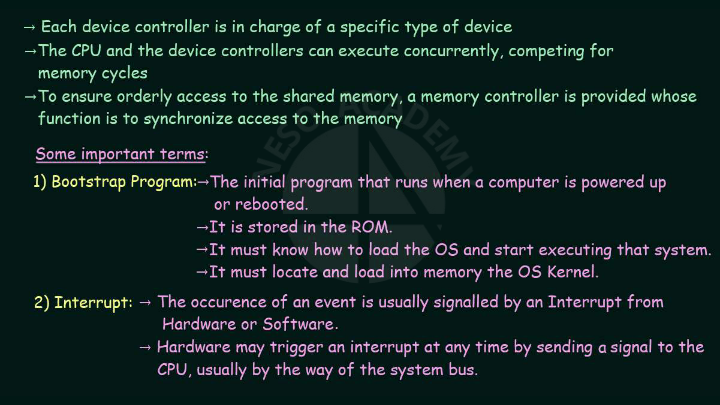 → Each device controller is in charge of a specific type of device
→The CPU and the device controllers can execute concurrently, competing for
memory cycles
→To ensure orderly access to the shared memory, a memory controller is provided whose
function is to synchronize access to the memory
Some important terms:
1) Bootstrap Program:→The initial program that runs when a computer is powered up
or rebooted.
→It is stored in the ROM.
→It must know how to load the OS and start executing that system.
→It must locate and load into memory the OS Kernel.
2) Interrupt: → The occurence of an event is usually signalled by an Interrupt from
Hardware or Software.
→ Hardware may trigger an interrupt at any time by sending a signal to the
CPU, usually by the way of the system bus.
NESO ACADEMY